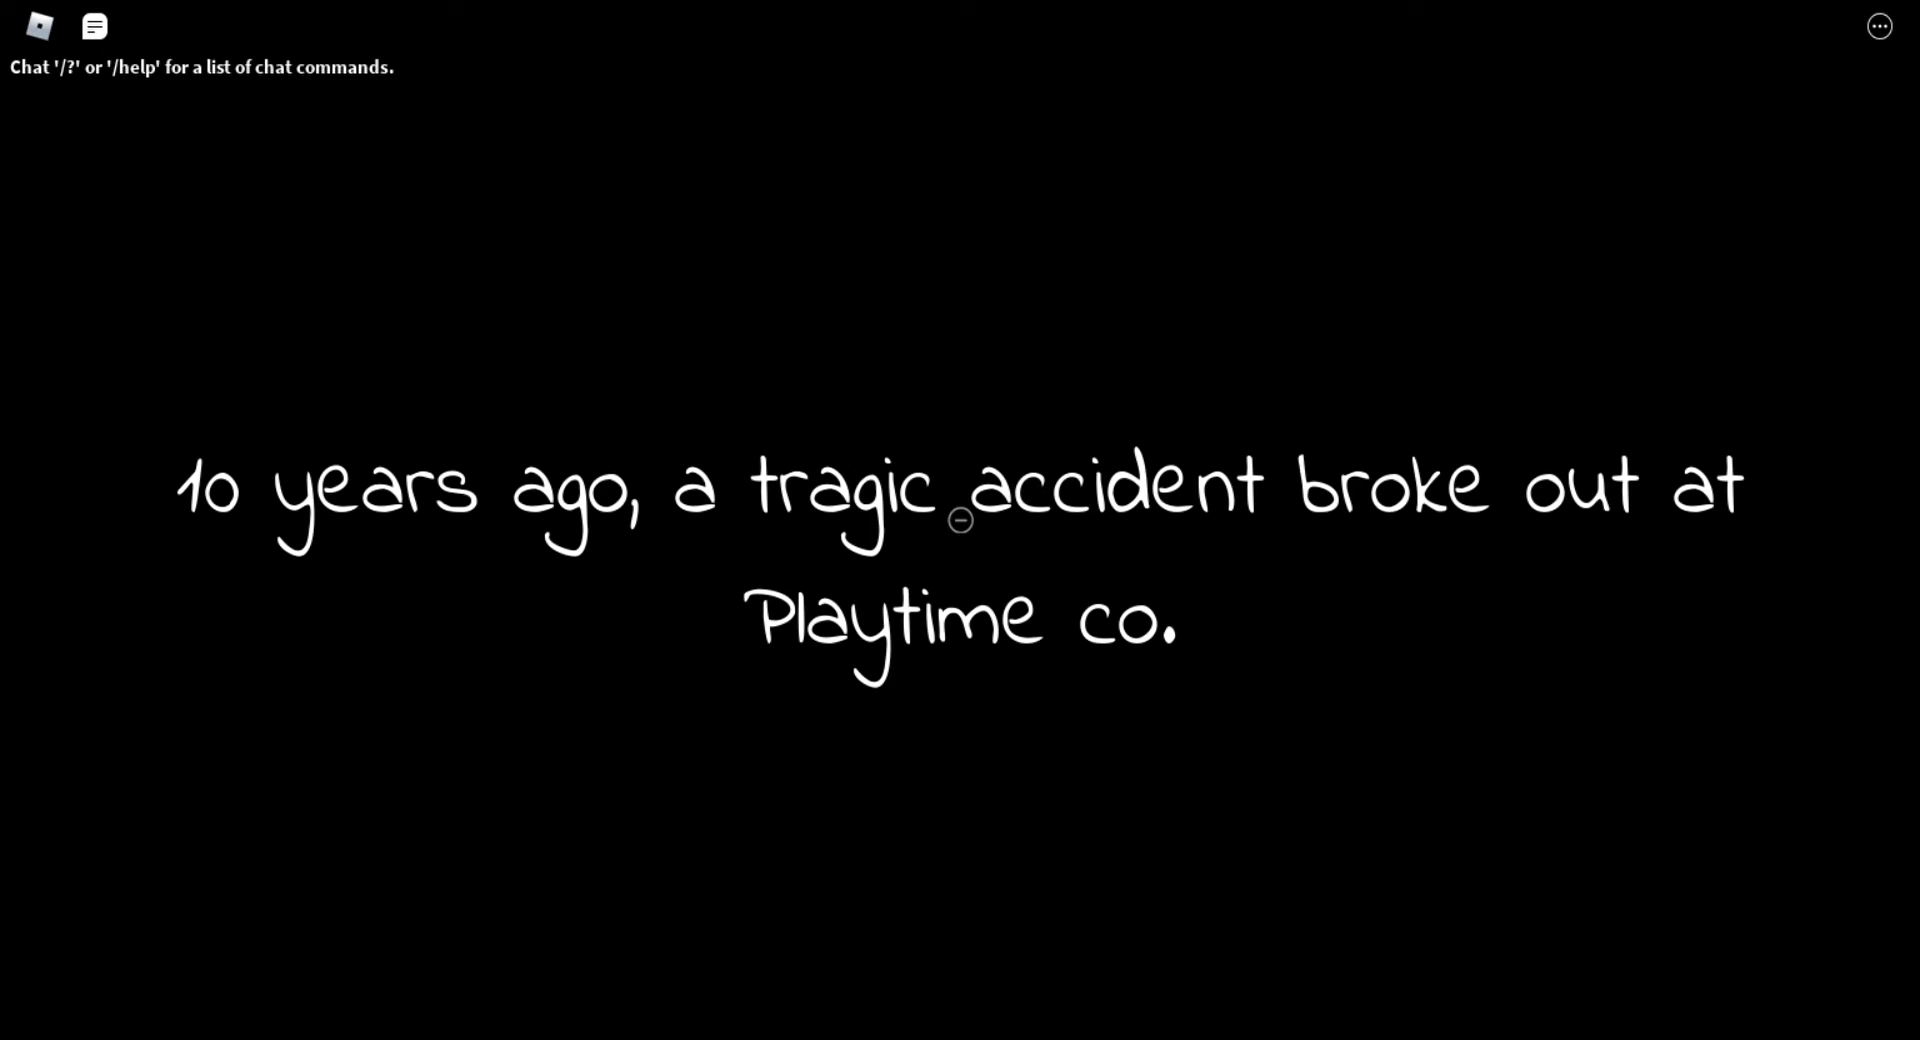 Chat '/?' or '/help' for a list of chat commands.
10 years ago, a tragic accident broke out at
Playtime co.